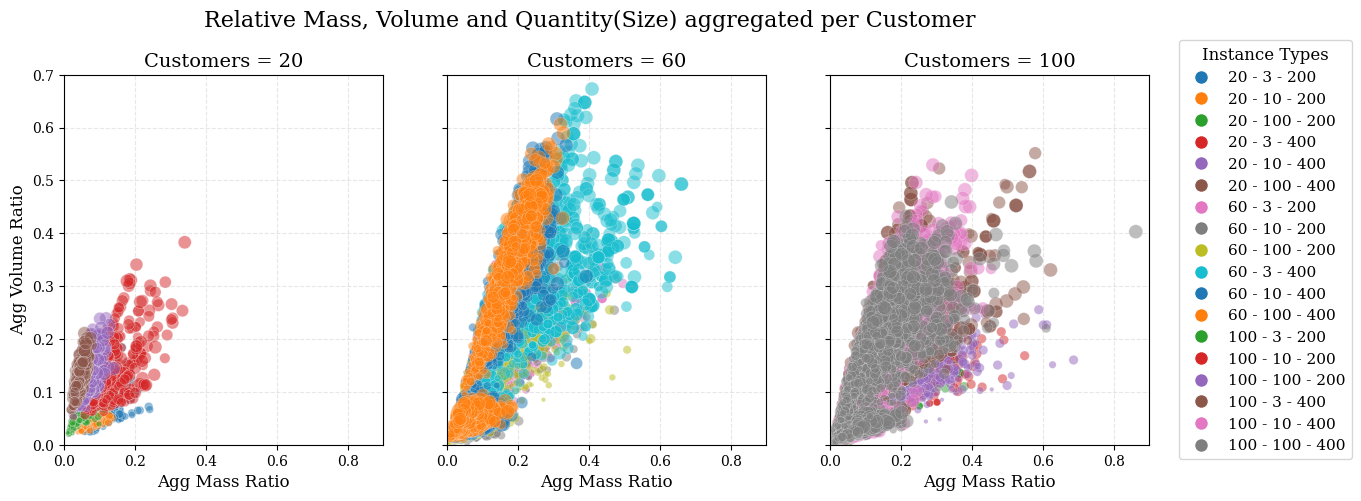 Relative Mass, Volume and Quantity(Size) aggregated per Customer
Customers = 20
Customers = 60
Customers = 100
Agg Volume Ratio
0.7
0.6
0.5
0.4
0.3
0.2
0.1
0.0
0.0 0.2 0.4 0.6 0.8
0.0 0.2 0.4 0.6 0.8
0.0 0.2 0.4 0.6 0.8
Agg Mass Ratio
Agg Mass Ratio
Agg Mass Ratio
Instance Types
20 - 3 - 200
20 - 10 - 200
20 - 100 - 200
20 - 3 - 400
20 - 10 - 400
20 - 100 - 400
60 - 3 - 200
60 - 10 - 200
60 - 100 - 200
60 - 3 - 400
60 - 10 - 400
60 - 100 - 400
100 - 3 - 200
100 - 10 - 200
100 - 100 - 200
100 - 3 - 400
100 - 10 - 400
100 - 100 - 400